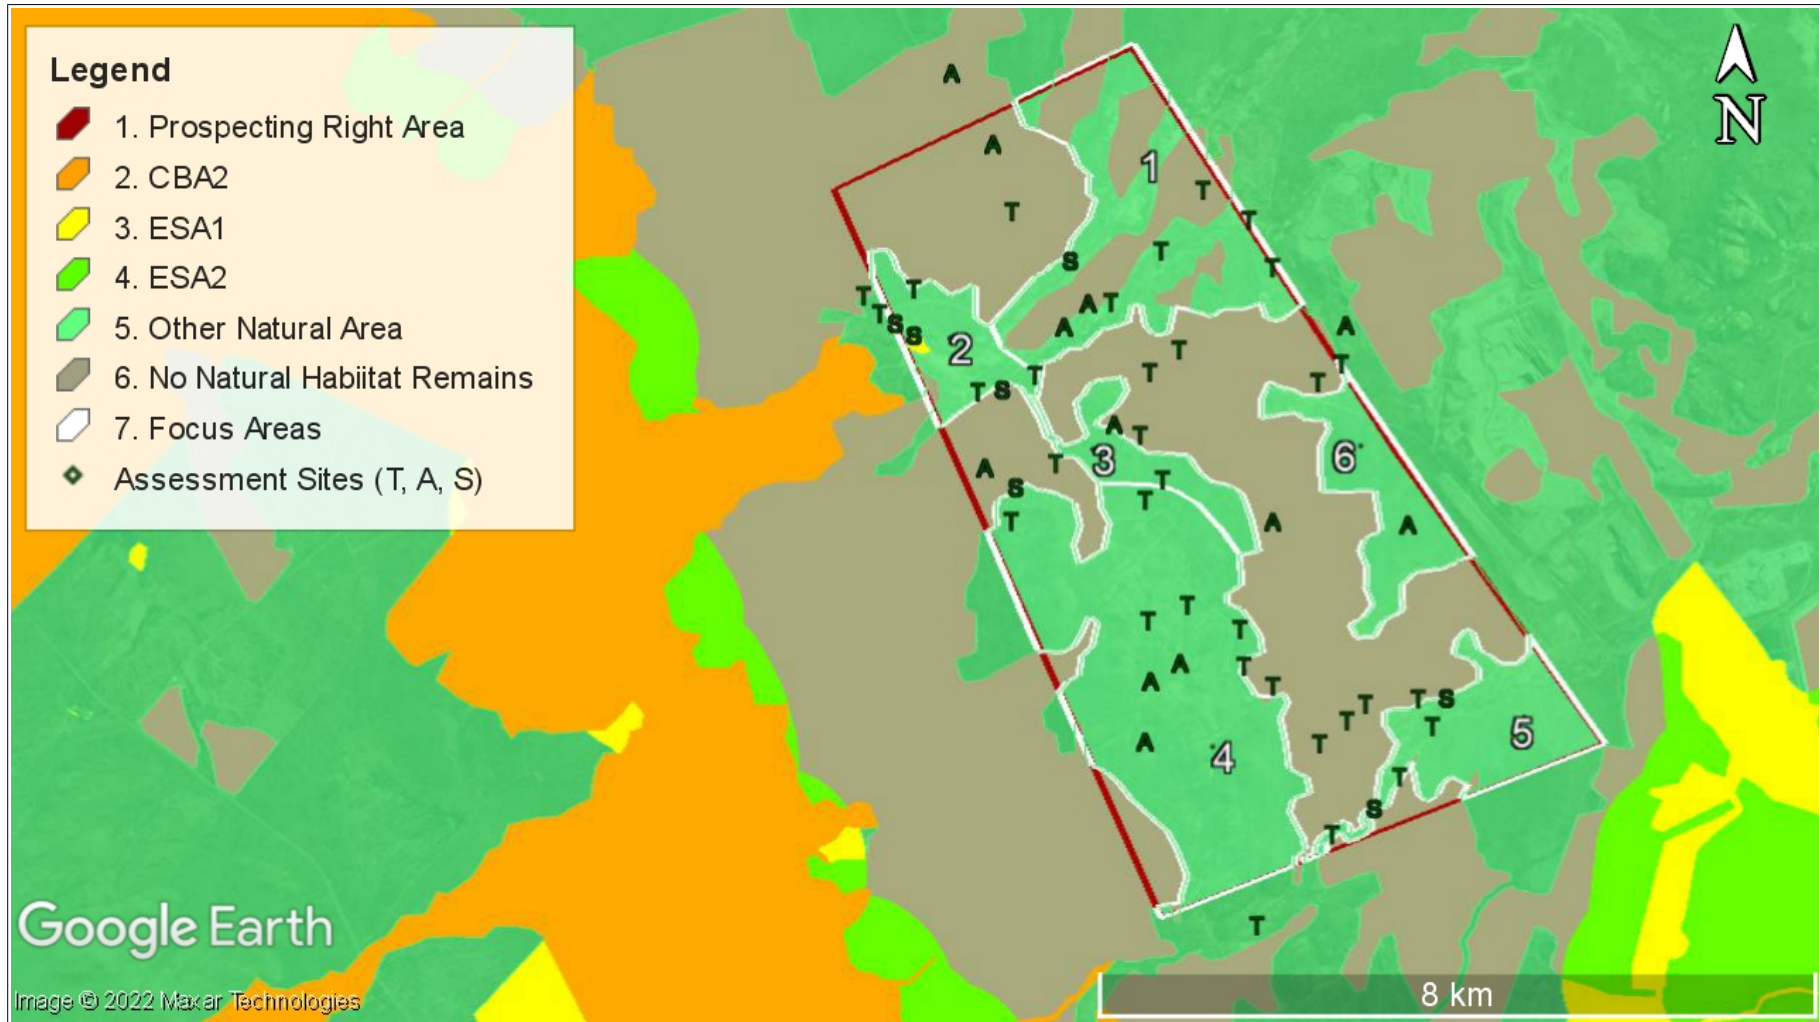 Legend
1. Prospecting Right Area
2. CBA2
3. ESA1
4. ESA2
5. Other Natural Area
6. No Natural Habiitat Remains
7. Focus Areas
Assessment Sites (T, A, S)
N
A
A
1
T
T
T
S
T
T
T
T
T
S
S
A
T
A
A
2
T
T
T
T
T
S
T
A
T
3
6
A
S
T
T
T
T
A
A
T
T
T
A
T
A
T
T
T
S
T
T
5
T
A
4
T
S
T
T
Google Earth
Image © 2022 Maxar Technologies
8 km